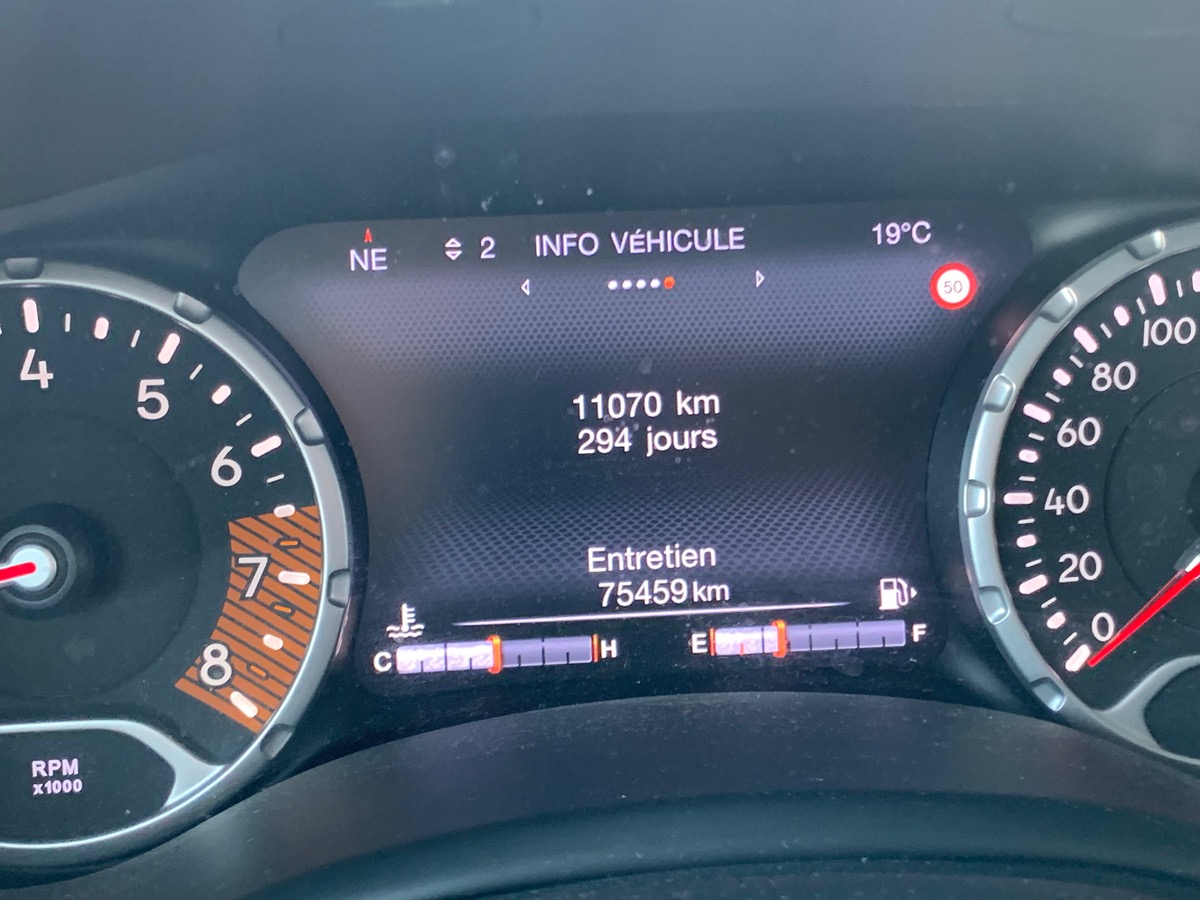 NE 2 INFO VÉHICULE 19°C
50
11070 km
294 jours
Entretien
75459 km
C H E F
4
5
6
7
8
RPM
x1000
100
80
60
40
20
0